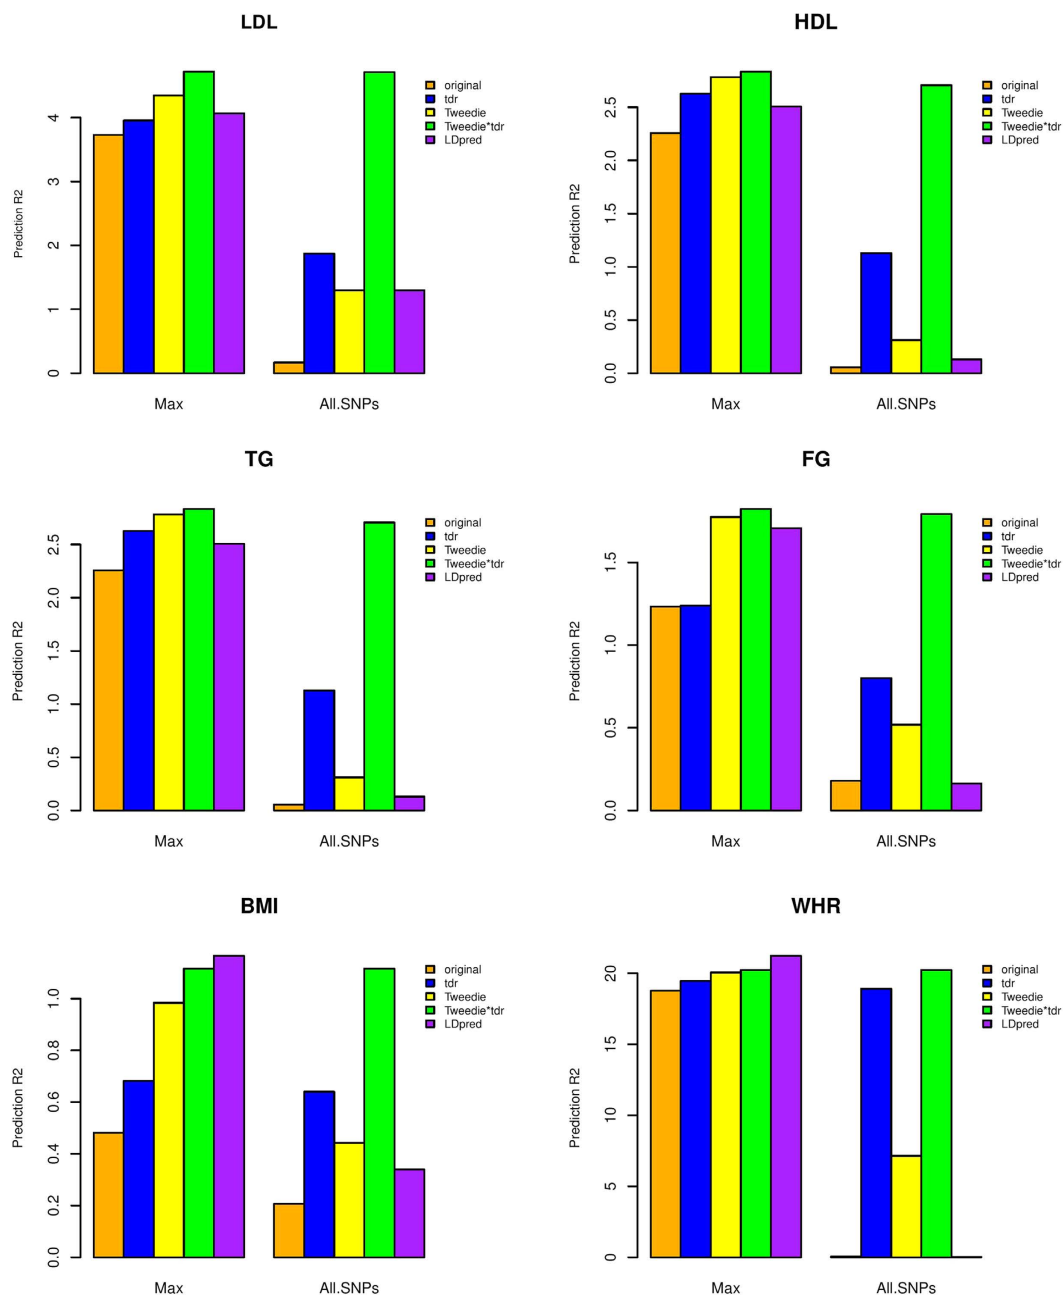 LDL
original
tdr
Tweedie
Tweedie*tdr
LDpred
Prediction R2
4
3
2
1
0
Max
All.SNPs
HDL
original
tdr
Tweedie
Tweedie*tdr
LDpred
Prediction R2
2.5
2.0
1.5
1.0
0.5
0.0
Max
All.SNPs
TG
original
tdr
Tweedie
Tweedie*tdr
LDpred
Prediction R2
2.5
2.0
1.5
1.0
0.5
0.0
Max
All.SNPs
FG
original
tdr
Tweedie
Tweedie*tdr
LDpred
Prediction R2
1.5
1.0
0.5
0.0
Max
All.SNPs
BMI
original
tdr
Tweedie
Tweedie*tdr
LDpred
Prediction R2
1.0
0.8
0.6
0.4
0.2
0.0
Max
All.SNPs
WHR
original
tdr
Tweedie
Tweedie*tdr
LDpred
Prediction R2
20
15
10
5
0
Max
All.SNPs